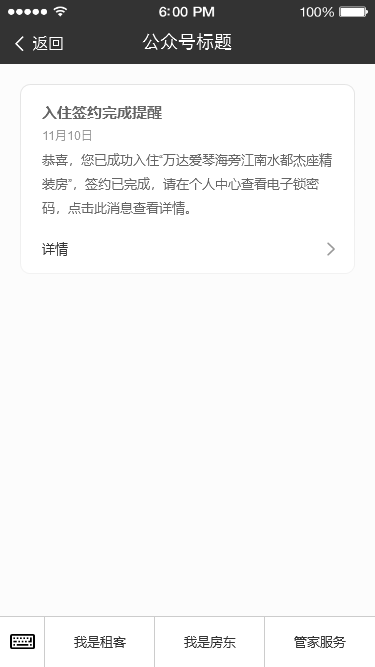 6:00 PM
100%
返回
公众号标题
入住签约完成提醒
11月10日
恭喜，您已成功入住“万达爱琴海旁江南水都杰座精
装房”，签约已完成，请在个人中心查看电子锁密
码，点击此消息查看详情。
详情
我是租客
我是房东
管家服务